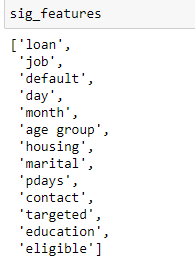 sig_features
['loan',
'job',
'default',
'day',
'month',
'age group',
'housing',
'marital',
'pdays',
'contact',
'targeted',
'education',
'eligible']